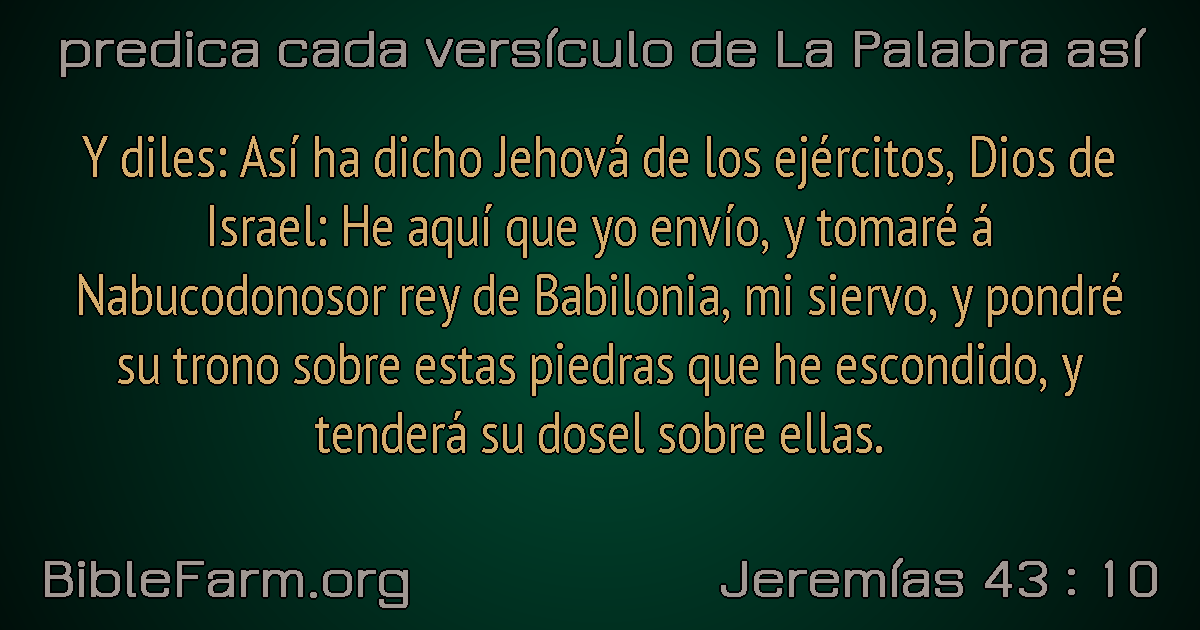 predica cada versículo de La Palabra así
Y diles: Así ha dicho Jehová de los ejércitos, Dios de
Israel: He aquí que yo envío, y tomaré á
Nabucodonosor rey de Babilonia, mi siervo, y pondré
su trono sobre estas piedras que he escondido, y
tenderá su dosel sobre ellas.
BibleFarm.org
Jeremías 43 : 10